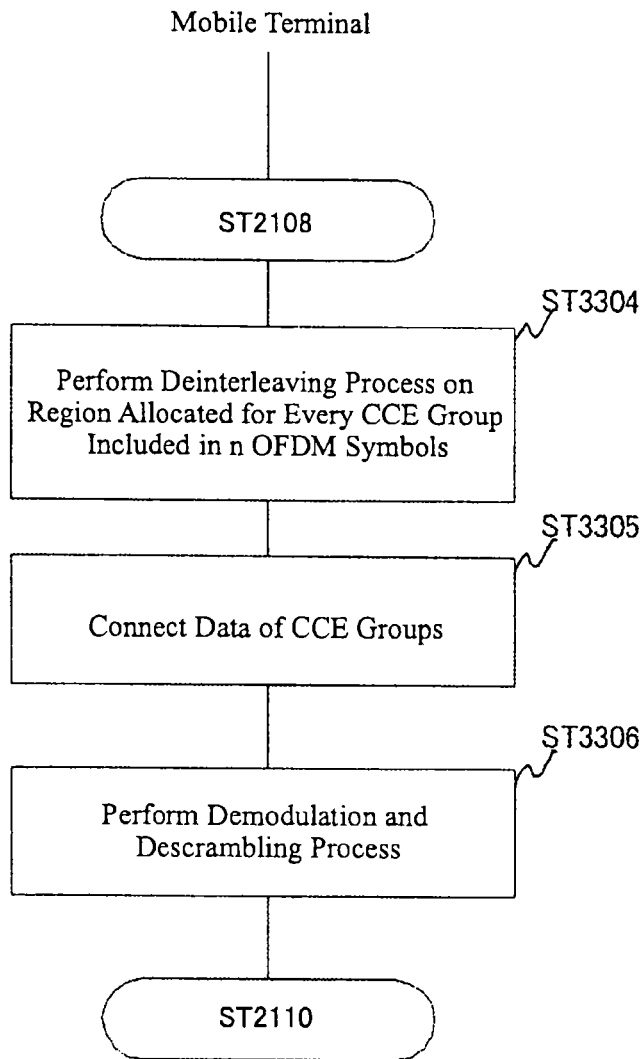 Mobile Terminal
ST2108
ST3304
Perform Deinterleaving Process on
Region Allocated for Every CCE Group
Included in n OFDM Symbols
ST3305
Connect Data of CCE Groups
ST3306
Perform Demodulation and
Descrambling Process
ST2110